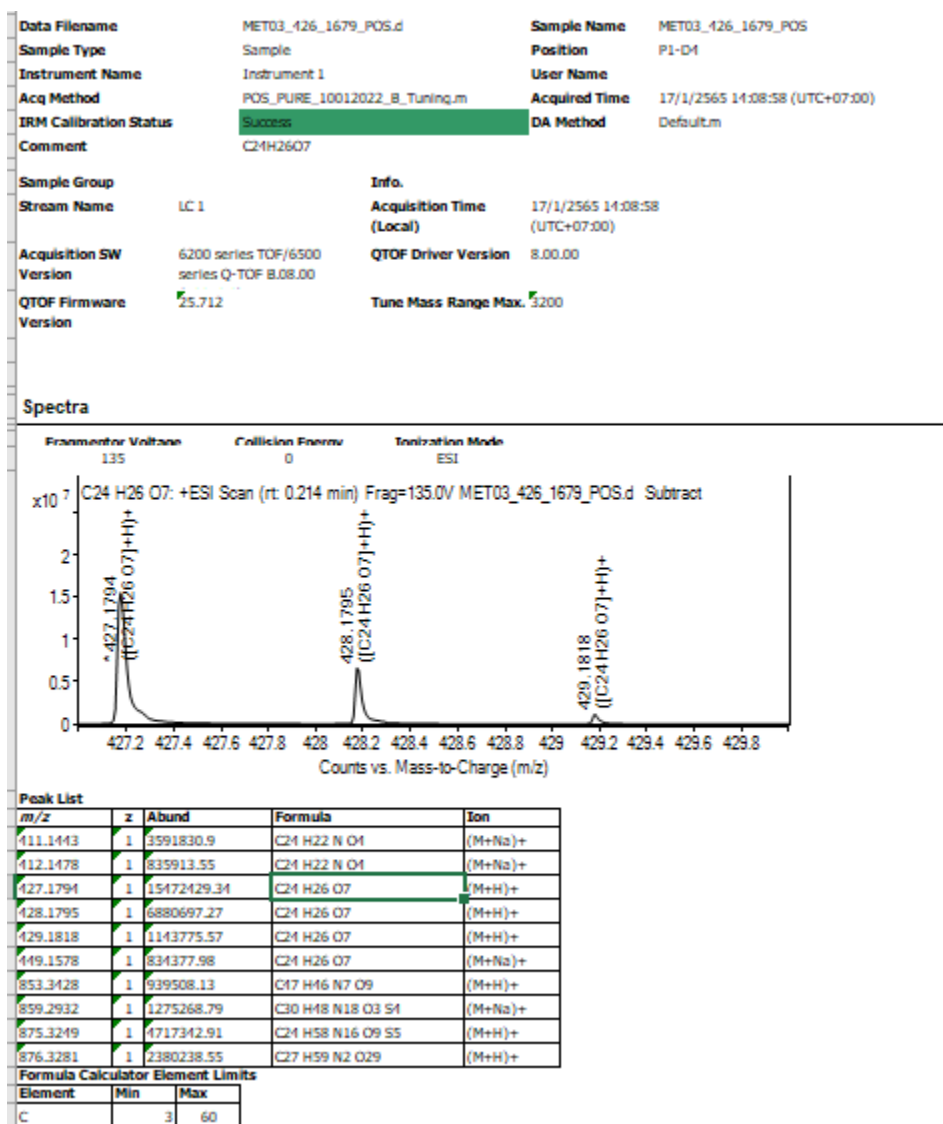 Data Filename MET03_426_1679_POS.d Sample Name MET03_426_1679_POS
Sample Type Sample Position P1-D4
Instrument Name Instrument 1 User Name
Acq Method POS_PURE_10012022_B_Tuning.m Acquired Time 17/1/2565 14:08:58 (UTC+07:00)
IRM Calibration Status Success DA Method Default.m
Comment C24H26O7
Sample Group Info.
Stream Name LC 1 Acquisition Time (Local) 17/1/2565 14:08:58 (UTC+07:00)
Acquisition SW Version 6200 series TOF/6500 series Q-TOF B.08.00 QTOF Driver Version 8.00.00
QTOF Firmware Version 25.712 Tune Mass Range Max. 3200
Spectra
Fragmentor Voltage Collision Energy Ionization Mode
135 0 ESI
x10 7 C24 H26 O7: +ESI Scan (rt: 0.214 min) Frag=135.0V MET03_426_1679_POS.d Subtract
* 427.1794
([C24 H26 O7]+H)+
428.1795
([C24 H26 O7]+H)+
429.1818
([C24 H26 O7]+H)+
2
1.5
1
0.5
0
427.2 427.4 427.6 427.8 428 428.2 428.4 428.6 428.8 429 429.2 429.4 429.6 429.8
Counts vs. Mass-to-Charge (m/z)
Peak List
m/z z Abund Formula Ion
411.1443 1 3591830.9 C24 H22 N O4 (M+Na)+
412.1478 1 835913.55 C24 H22 N O4 (M+Na)+
427.1794 1 15472429.34 C24 H26 O7 (M+H)+
428.1795 1 6880697.27 C24 H26 O7 (M+H)+
429.1818 1 1143775.57 C24 H26 O7 (M+H)+
449.1578 1 834377.98 C24 H26 O7 (M+Na)+
853.3428 1 939508.13 C47 H46 N7 O9 (M+H)+
859.2932 1 1275268.79 C30 H48 N18 O3 S4 (M+Na)+
875.3249 1 4717342.91 C24 H58 N16 O9 S5 (M+H)+
876.3281 1 2380238.55 C27 H59 N2 O29 (M+H)+
Formula Calculator Element Limits
Element Min Max
C 3 60